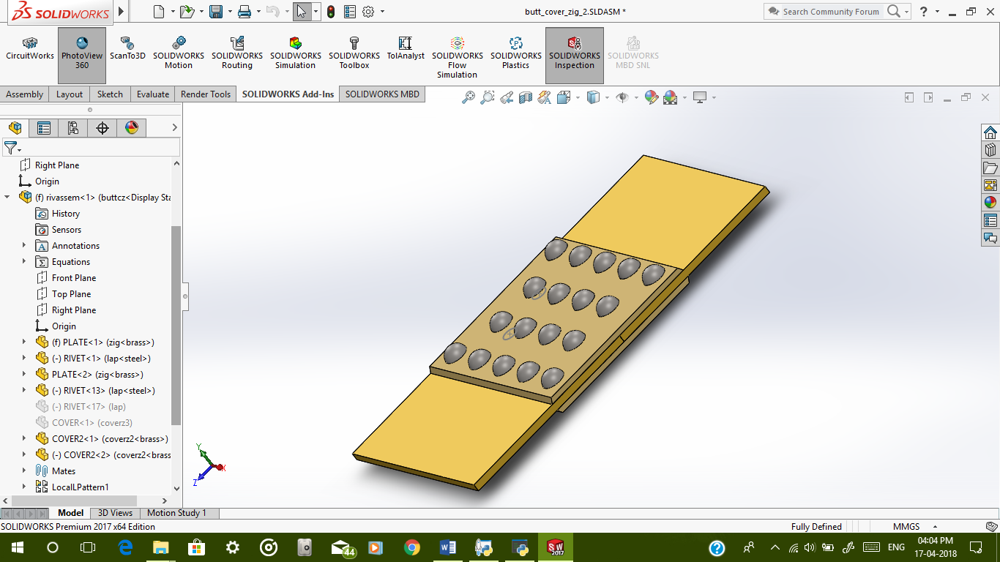 SOLIDWORKS
butt_cover_zig_2.SLDASM *
Search Community Forum
?
CircuitWorks
PhotoView
360
ScanTo3D
SOLIDWORKS
Motion
SOLIDWORKS
Routing
SOLIDWORKS
Simulation
SOLIDWORKS
Toolbox
TolAnalyst
SOLIDWORKS
Flow
Simulation
SOLIDWORKS
Plastics
SOLIDWORKS
Inspection
SOLIDWORKS
MBD SNL
Assembly
Layout
Sketch
Evaluate
Render Tools
SOLIDWORKS Add-Ins
SOLIDWORKS MBD
Right Plane
Origin
(f) rivassem<1> (buttcz<Display Sta
History
Sensors
Annotations
Equations
Front Plane
Top Plane
Right Plane
Origin
(f) PLATE<1> (zig<brass>)
(-) RIVET<1> (lap<steel>)
PLATE<2> (zig<brass>)
(-) RIVET<13> (lap<steel>)
(-) RIVET<17> (lap)
COVER<1> (coverz3)
COVER2<1> (coverz2<brass>)
(-) COVER2<2> (coverz2<brass
Mates
LocalLPattern1
Y
X
Z
Model
3D Views
Motion Study 1
SOLIDWORKS Premium 2017 x64 Edition
Fully Defined
MMGS
44
SW
2017
?
ENG
04:04 PM
17-04-2018